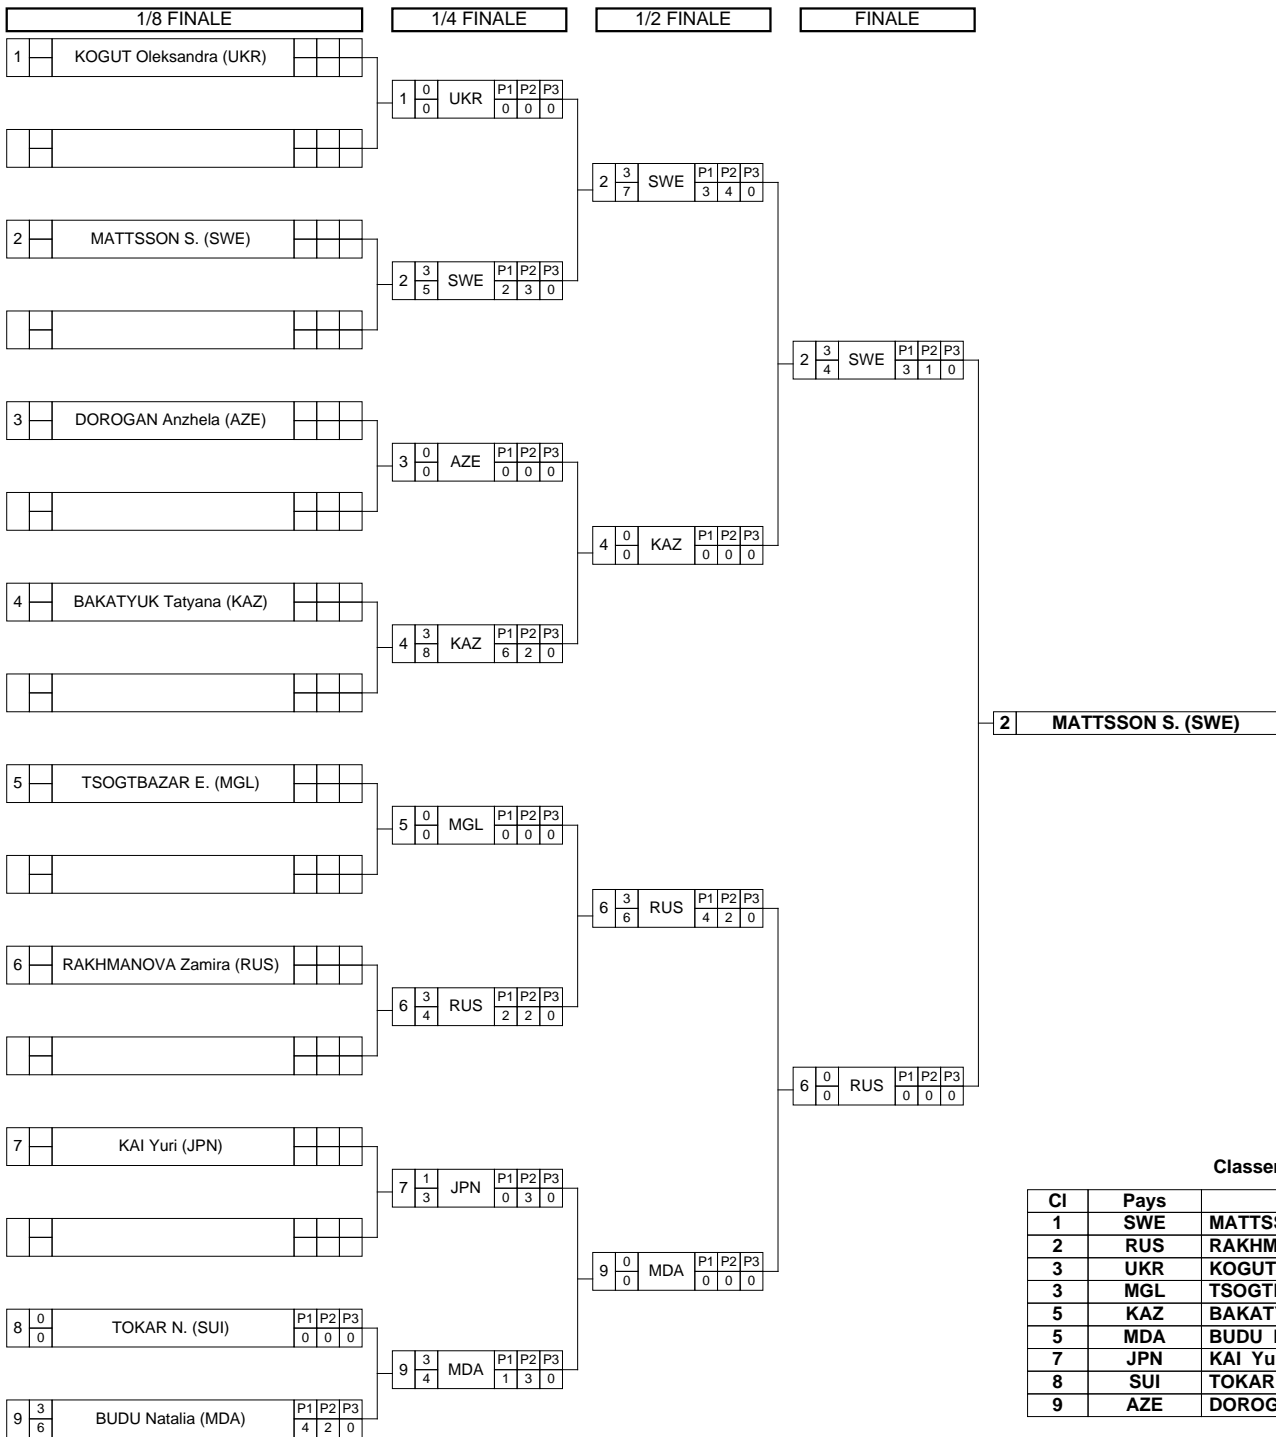 1/8 FINALE 1/4 FINALE 1/2 FINALE FINALE
1 KOGUT Oleksandra (UKR)
1 0 UKR P1 P2 P3
0 0 0 0
2 3 SWE P1 P2 P3
7 3 4 0
2 MATTSSON S. (SWE)
2 3 SWE P1 P2 P3
5 2 3 0
2 3 SWE P1 P2 P3
4 3 1 0
3 DOROGAN Anzhela (AZE)
3 0 AZE P1 P2 P3
0 0 0 0
4 0 KAZ P1 P2 P3
0 0 0 0
4 BAKATYUK Tatyana (KAZ)
4 3 KAZ P1 P2 P3
8 6 2 0
2 MATTSSON S. (SWE)
5 TSOGTBAZAR E. (MGL)
5 0 MGL P1 P2 P3
0 0 0 0
6 3 RUS P1 P2 P3
6 4 2 0
6 RAKHMANOVA Zamira (RUS)
6 3 RUS P1 P2 P3
4 2 2 0
6 0 RUS P1 P2 P3
0 0 0 0
7 KAI Yuri (JPN)
7 1 JPN P1 P2 P3
3 0 3 0
9 0 MDA P1 P2 P3
0 0 0 0
8 0 TOKAR N. (SUI) P1 P2 P3
0 0 0 0
9 3 MDA P1 P2 P3
4 1 3 0
9 3 BUDU Natalia (MDA) P1 P2 P3
6 4 2 0
Cl Pays
1 SWE
2 RUS
3 UKR KOGUT
3 MGL
5 KAZ
5 MDA BUDU
7 JPN KAI
8 SUI TOKAR
9 AZE